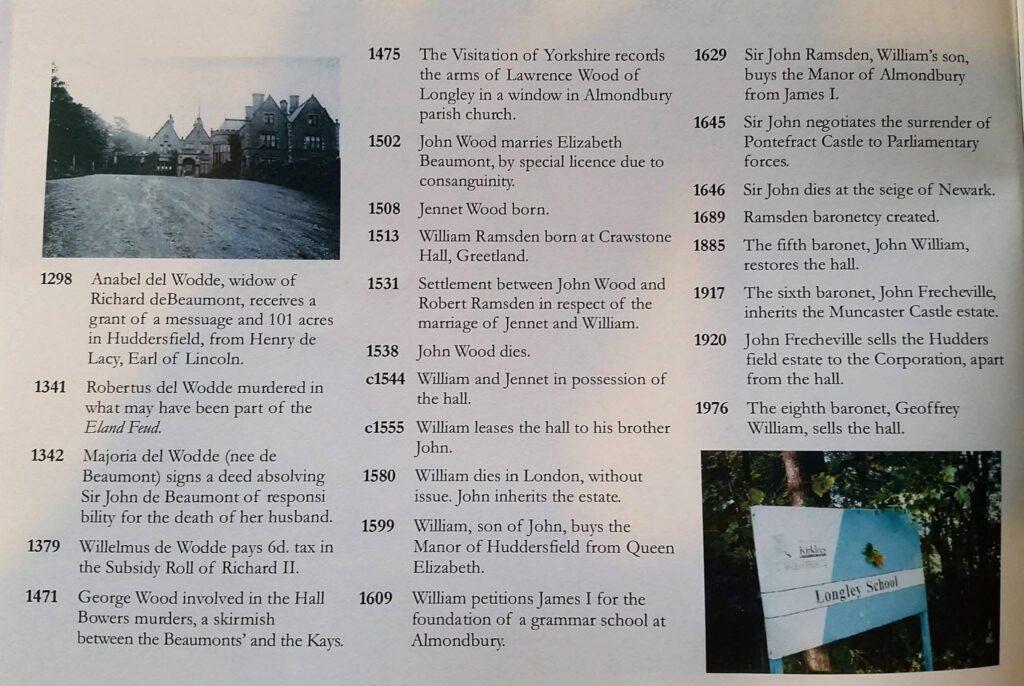 1298 Anabel del Wodde, widow of
Richard deBeaumont, receives a
grant of a messuage and 101 acres
in Huddersfield, from Henry de
Lacy, Earl of Lincoln.
1341 Robertus del Wodde murdered in
what may have been part of the
Eland Feud.
1342 Majoria del Wodde (nee de
Beaumont) signs a deed absolving
Sir John de Beaumont of responsi
bility for the death of her husband.
1379 Willelmus de Wodde pays 6d. tax in
the Subsidy Roll of Richard II.
1471 George Wood involved in the Hall
Bowers murders, a skirmish
between the Beaumonts' and the Kays.
1475 The Visitation of Yorkshire records
the arms of Lawrence Wood of
Longley in a window in Almondbury
parish church.
1502 John Wood marries Elizabeth
Beaumont, by special licence due to
consanguinity.
1508 Jennet Wood born.
1513 William Ramsden born at Crawstone
Hall, Greetland.
1531 Settlement between John Wood and
Robert Ramsden in respect of the
marriage of Jennet and William.
1538 John Wood dies.
c1544 William and Jennet in possession of
the hall.
c1555 William leases the hall to his brother
John.
1580 William dies in London, without
issue. John inherits the estate.
1599 William, son of John, buys the
Manor of Huddersfield from Queen
Elizabeth.
1609 William petitions James I for the
foundation of a grammar school at
Almondbury.
1629 Sir John Ramsden, William's son,
buys the Manor of Almondbury
from James I.
1645 Sir John negotiates the surrender of
Pontefract Castle to Parliamentary
forces.
1646 Sir John dies at the seige of Newark.
1689 Ramsden baronetcy created.
1885 The fifth baronet, John William,
restores the hall.
1917 The sixth baronet, John Frecheville,
inherits the Muncaster Castle estate.
1920 John Frecheville sells the Hudders
field estate to the Corporation, apart
from the hall.
1976 The eighth baronet, Geoffrey
William, sells the hall.
Kirklees
Longley School